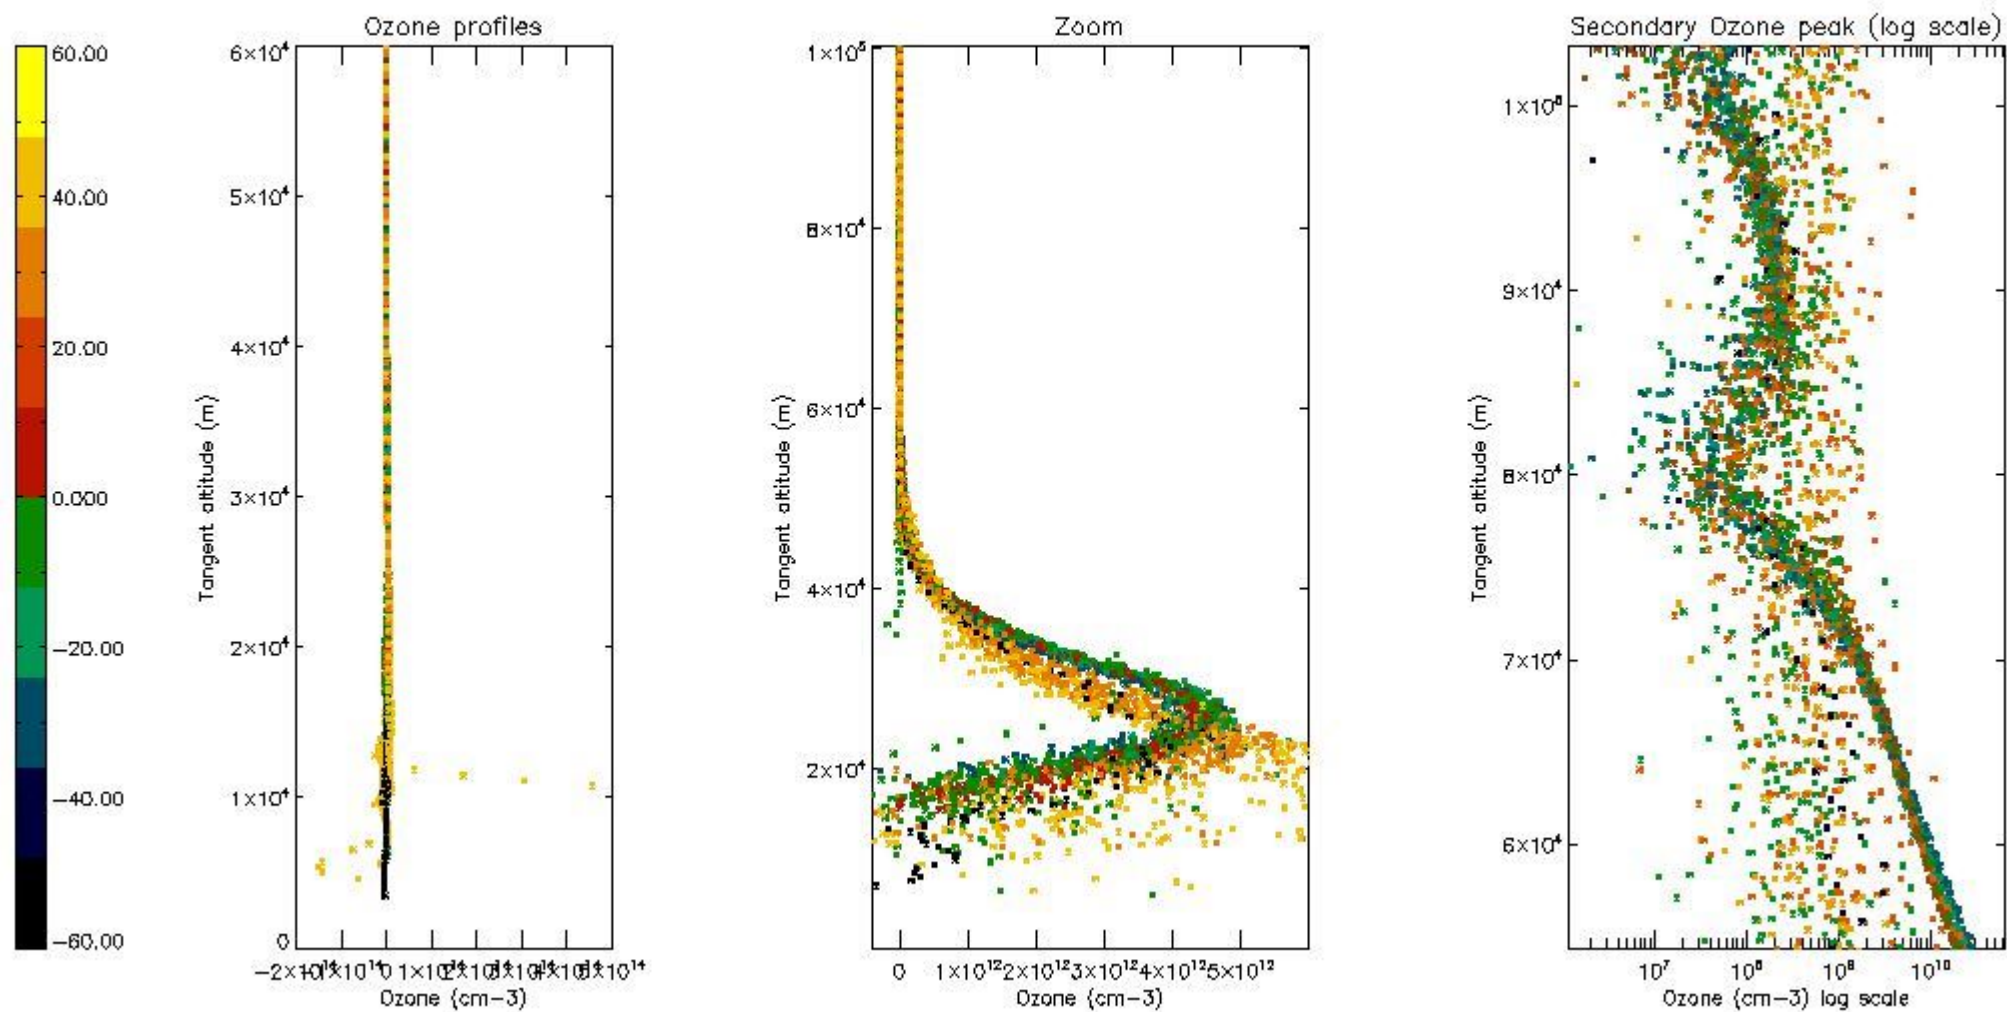 Ozone profiles
Zoom
Secondary Ozone peak (log scale)
60.00
40.00
20.00
0.000
−20.00
−40.00
−60.00
6×10⁴
5×10⁴
4×10⁴
3×10⁴
2×10⁴
1×10⁴
0
Tangent altitude (m)
0
Ozone (cm−3)
1×10⁵
8×10⁴
6×10⁴
4×10⁴
2×10⁴
Tangent altitude (m)
0 1×10¹² 2×10¹² 3×10¹² 4×10¹² 5×10¹²
Ozone (cm−3)
9×10⁴
8×10⁴
7×10⁴
6×10⁴
Tangent altitude (m)
10⁷ 10⁸ 10⁹ 10¹⁰
Ozone (cm−3) log scale